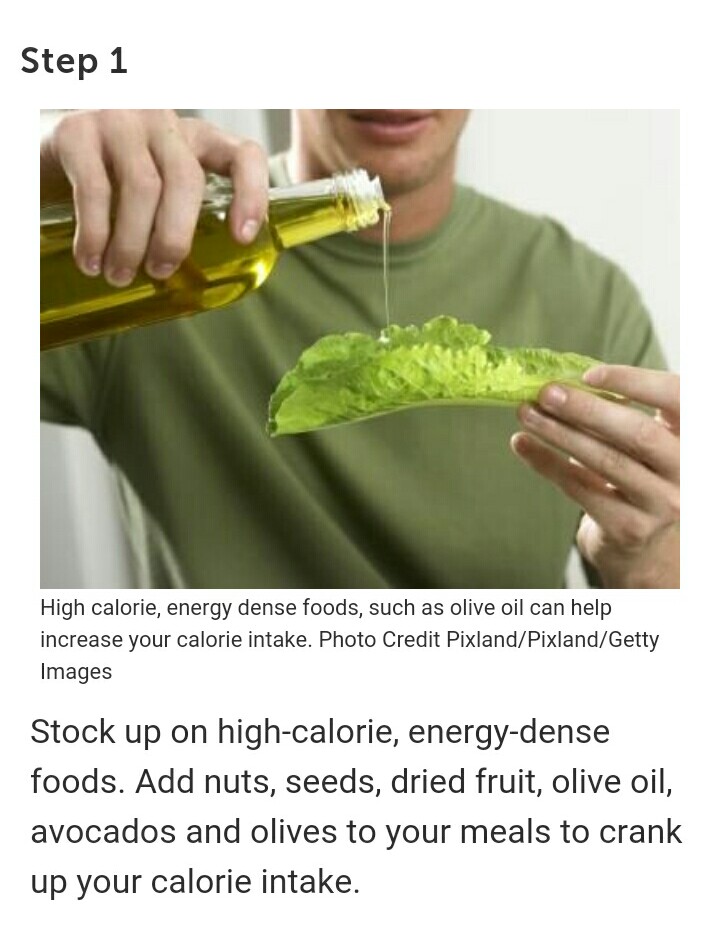 Step 1
High calorie, energy dense foods, such as olive oil can help
increase your calorie intake. Photo Credit Pixland/Pixland/Getty
Images
Stock up on high-calorie, energy-dense
foods. Add nuts, seeds, dried fruit, olive oil,
avocados and olives to your meals to crank
up your calorie intake.